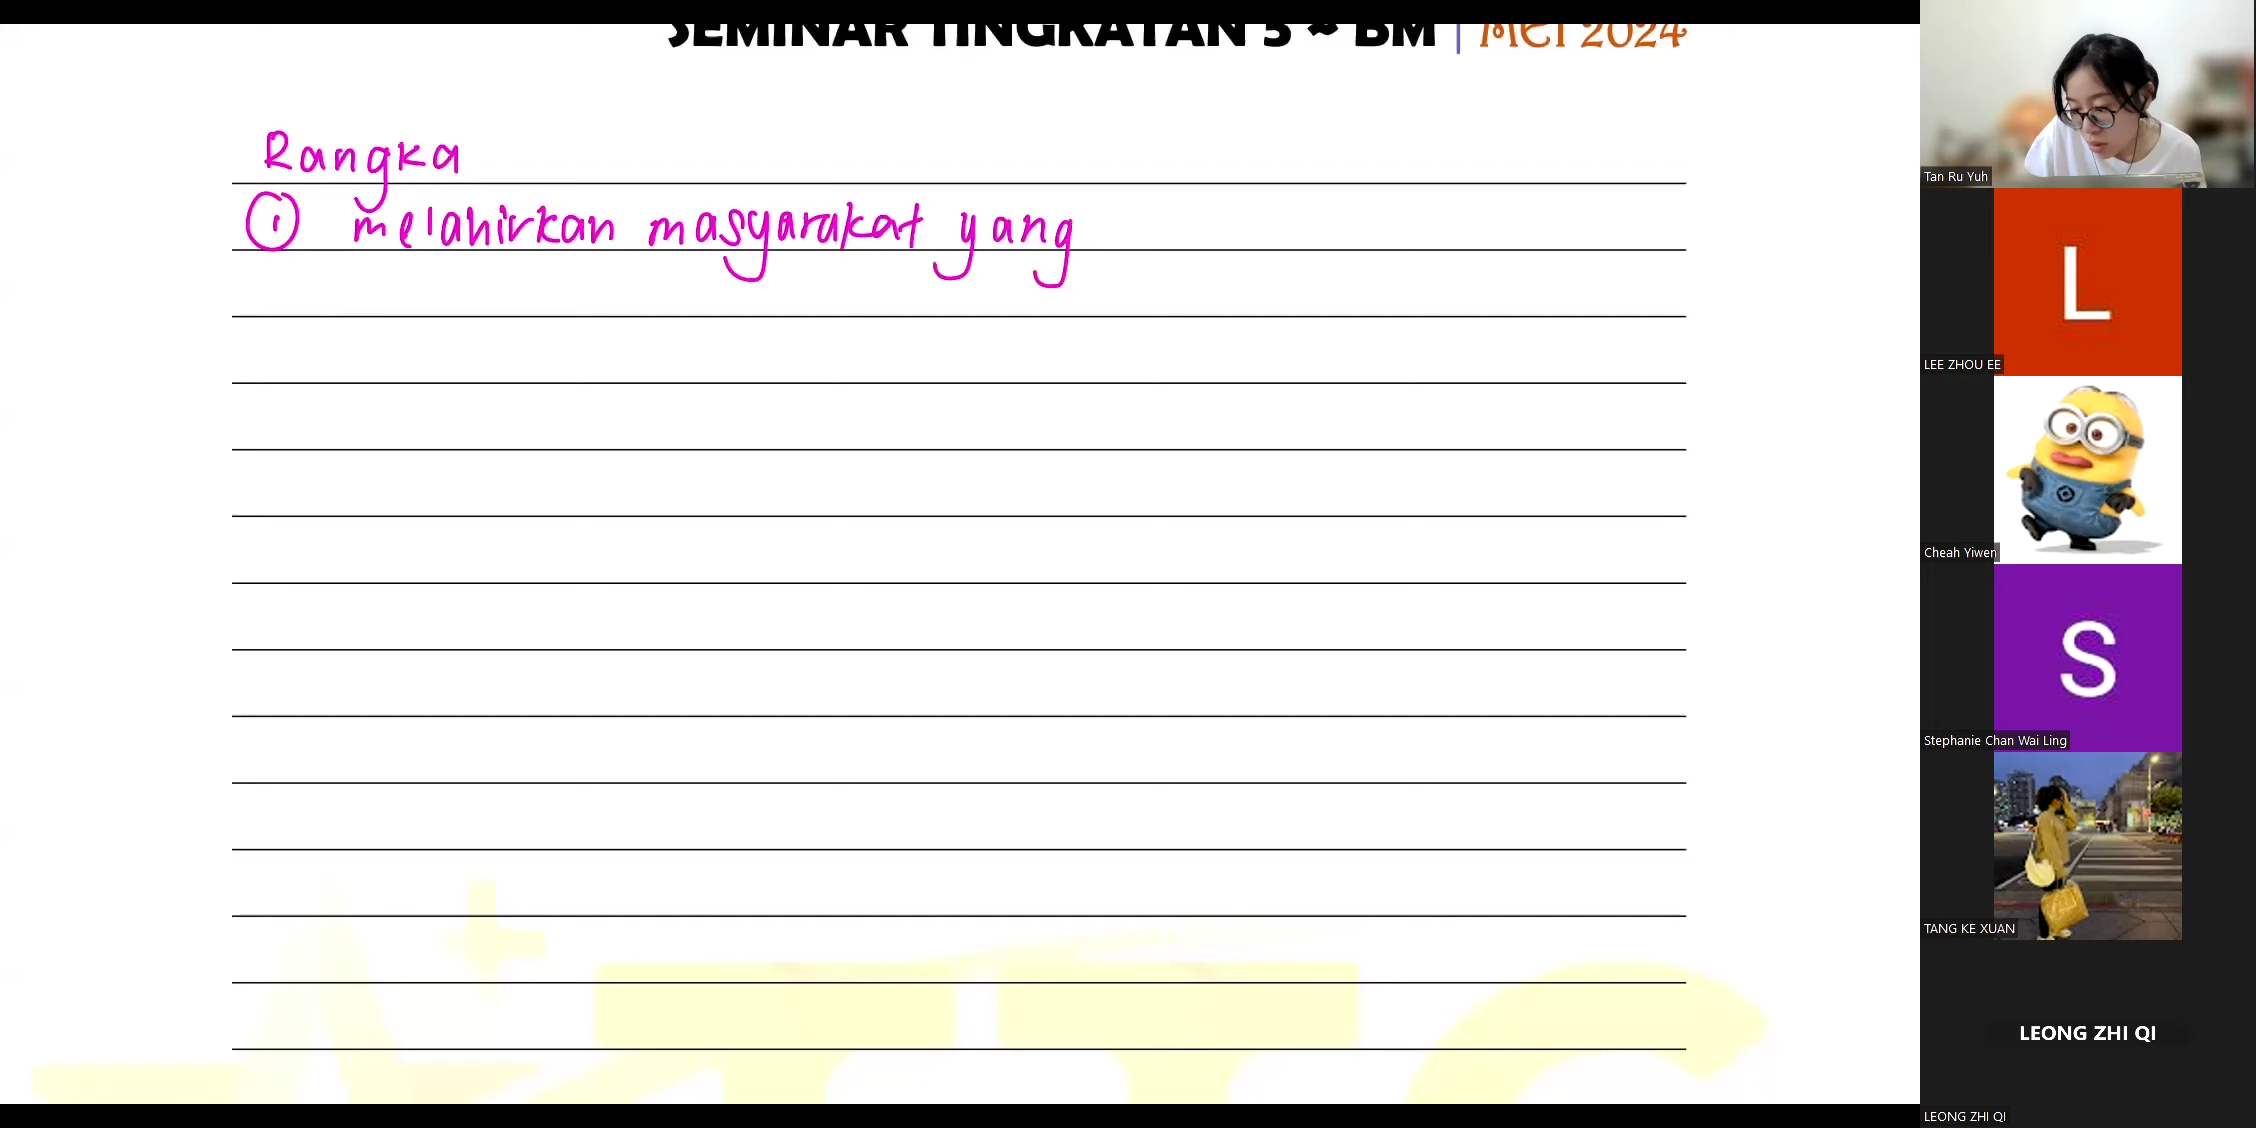 SEMINAR TINGKATAN 5 ~ BM | MEI 2024
Rangka
① melahirkan masyarakat yang
Tan Ru Yuh
L
LEE ZHOU EE
Cheah Yiwen
S
Stephanie Chan Wai Ling
TANG KE XUAN
LEONG ZHI QI
LEONG ZHI QI